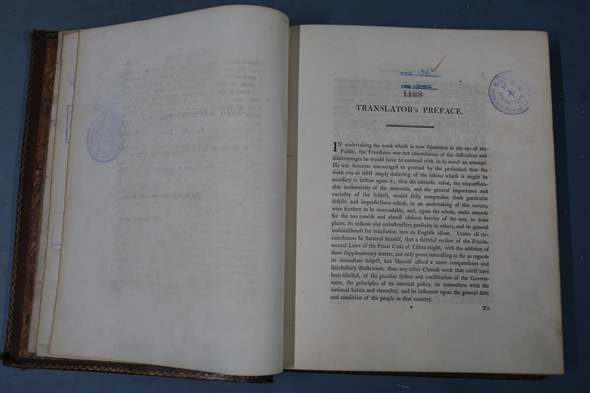 56
1188
TRANSLATOR's PREFACE.
IN undertaking the work which is now submitted to the eye of the
Public, the Translator was not unconscious of the difficulties and
disadvantages he would have to contend with in so novel an attempt.
He was however encouraged to proceed by the persuasion that the
work was in itself amply deserving of the labour which it might be
necessary to bestow upon it; that the intrinsic value, the unquestion-
able authenticity of the materials, and the general importance and
curiosity of the subject, would fully compensate those particular
defects and imperfections which, in an undertaking of this nature,
were foreseen to be unavoidable, and, upon the whole, make amends
for the too concise and almost obscure brevity of the text, in some
places, its tedious and uninstructive prolixity in others, and its general
unsuitableness for translation into an English idiom. Under all cir-
cumstances he flattered himself, that a faithful version of the Funda-
mental Laws of the Penal Code of China might, with the addition of
some supplementary matter, not only prove interesting as far as regards
its immediate subject, but likewise afford a more compendious and
satisfactory illustration, than any other Chinese work that could have
been selected, of the peculiar system and constitution of the Govern-
ment, the principles of its internal policy, its connection with the
national habits and character, and its influence upon the general state
and condition of the people in that country.
a
To